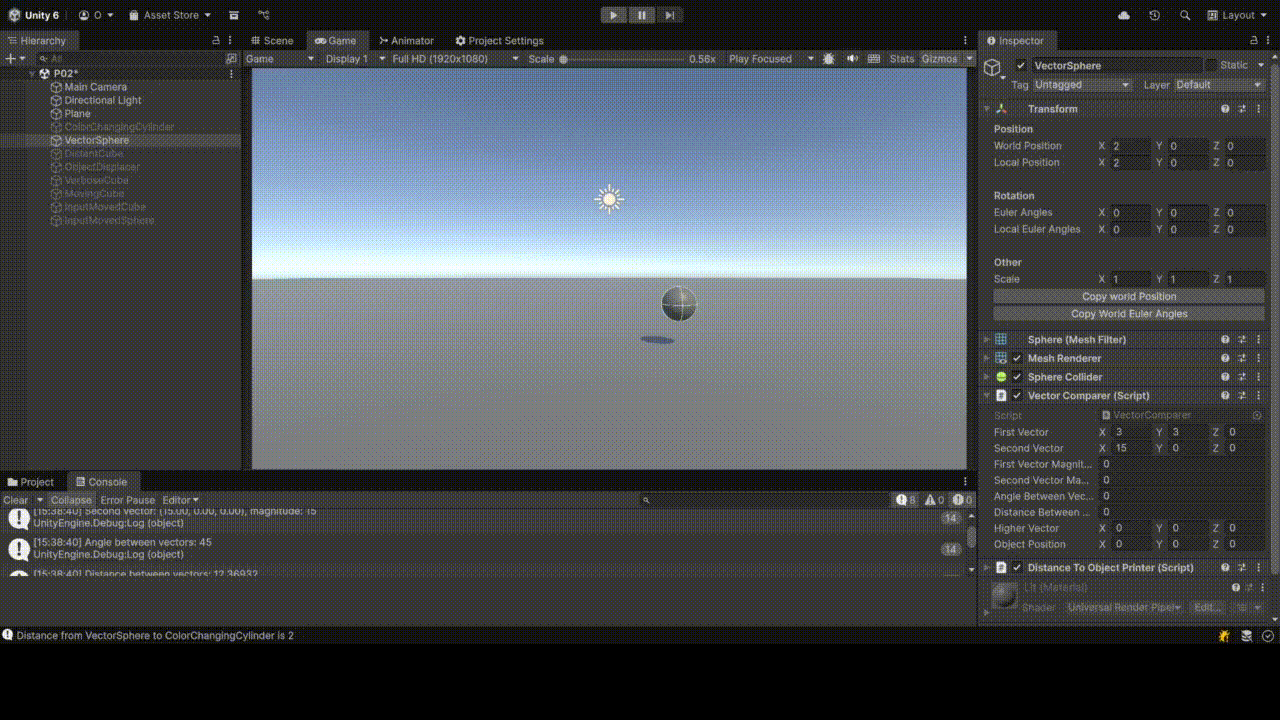 Unity 6 O Asset Store Layout
Hierarchy
All
P02*
Main Camera
Directional Light
Plane
ColorChangingCylinder
VectorSphere
DistantCube
ObjectDisplacer
VerboseCube
MovingCube
InputMovedCube
InputMovedSphere
Scene Game Animator Project Settings
Game Display 1 Full HD (1920x1080) Scale 0.56x Play Focused Stats Gizmos
Inspector
VectorSphere Static
Tag Untagged Layer Default
Transform
Position
World Position X 2 Y 0 Z 0
Local Position X 2 Y 0 Z 0
Rotation
Euler Angles X 0 Y 0 Z 0
Local Euler Angles X 0 Y 0 Z 0
Other
Scale X 1 Y 1 Z 1
Copy world Position
Copy World Euler Angles
Sphere (Mesh Filter)
Mesh Renderer
Sphere Collider
Vector Comparer (Script)
Script VectorComparer
First Vector X 3 Y 3 Z 0
Second Vector X 15 Y 0 Z 0
First Vector Magnit... 0
Second Vector Ma... 0
Angle Between Vec... 0
Distance Between ... 0
Higher Vector X 0 Y 0 Z 0
Object Position X 0 Y 0 Z 0
Distance To Object Printer (Script)
Lit (Material)
Shader Universal Render Pipel Edit...
Project Console
Clear Collapse Error Pause Editor 8 0 0
[15:38:40] Second vector: (15.00, 0.00, 0.00), magnitude: 15
UnityEngine.Debug:Log (object) 14
[15:38:40] Angle between vectors: 45
UnityEngine.Debug:Log (object) 14
[15:38:40] Distance between vectors: 12.36932
Distance from VectorSphere to ColorChangingCylinder is 2